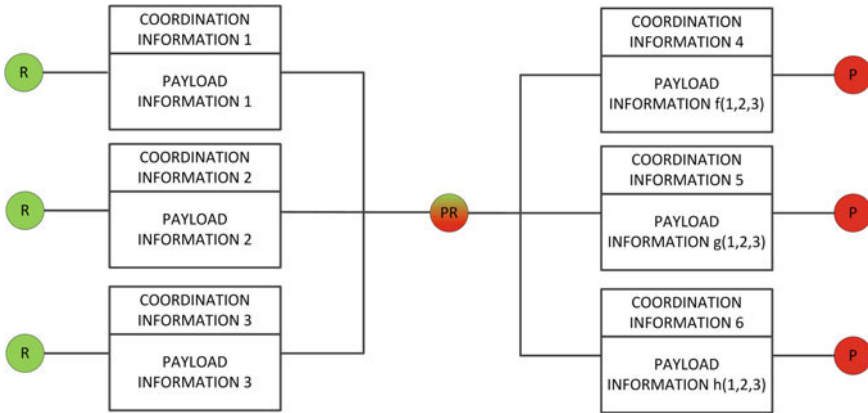 R
COORDINATION
INFORMATION 1
PAYLOAD
INFORMATION 1
R
COORDINATION
INFORMATION 2
PAYLOAD
INFORMATION 2
R
COORDINATION
INFORMATION 3
PAYLOAD
INFORMATION 3
PR
COORDINATION
INFORMATION 4
PAYLOAD
INFORMATION f(1,2,3)
P
COORDINATION
INFORMATION 5
PAYLOAD
INFORMATION g(1,2,3)
P
COORDINATION
INFORMATION 6
PAYLOAD
INFORMATION h(1,2,3)
P